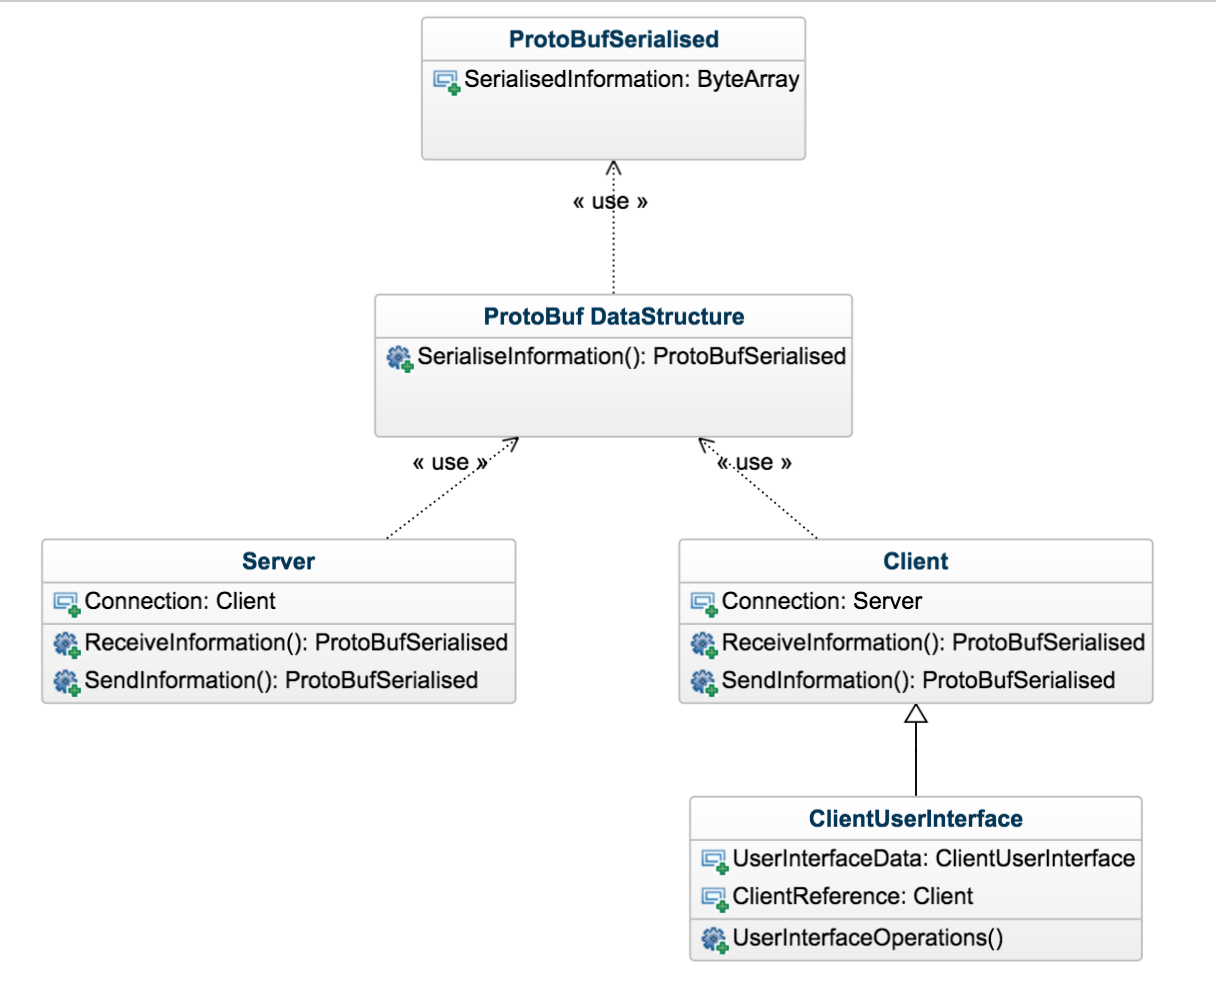 ProtoBufSerialised
SerialisedInformation: ByteArray
« use »
ProtoBuf DataStructure
SerialiseInformation(): ProtoBufSerialised
« use »
« use »
Server
Connection: Client
ReceiveInformation(): ProtoBufSerialised
SendInformation(): ProtoBufSerialised
Client
Connection: Server
ReceiveInformation(): ProtoBufSerialised
SendInformation(): ProtoBufSerialised
ClientUserInterface
UserInterfaceData: ClientUserInterface
ClientReference: Client
UserInterfaceOperations()